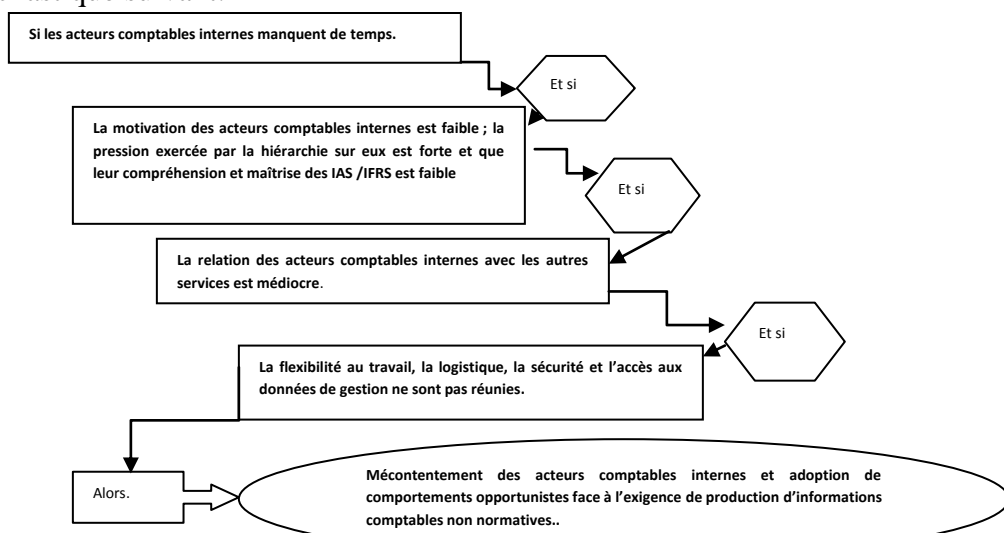 Si les acteurs comptables internes manquent de temps.
Et si
La motivation des acteurs comptables internes est faible ; la
pression exercée par la hiérarchie sur eux est forte et que
leur compréhension et maîtrise des IAS /IFRS est faible
Et si
La relation des acteurs comptables internes avec les autres
services est médiocre.
Et si
La flexibilité au travail, la logistique, la sécurité et l’accès aux
données de gestion ne sont pas réunies.
Alors.
Mécontentement des acteurs comptables internes et adoption de
comportements opportunistes face à l’exigence de production d’informations
comptables non normatives..